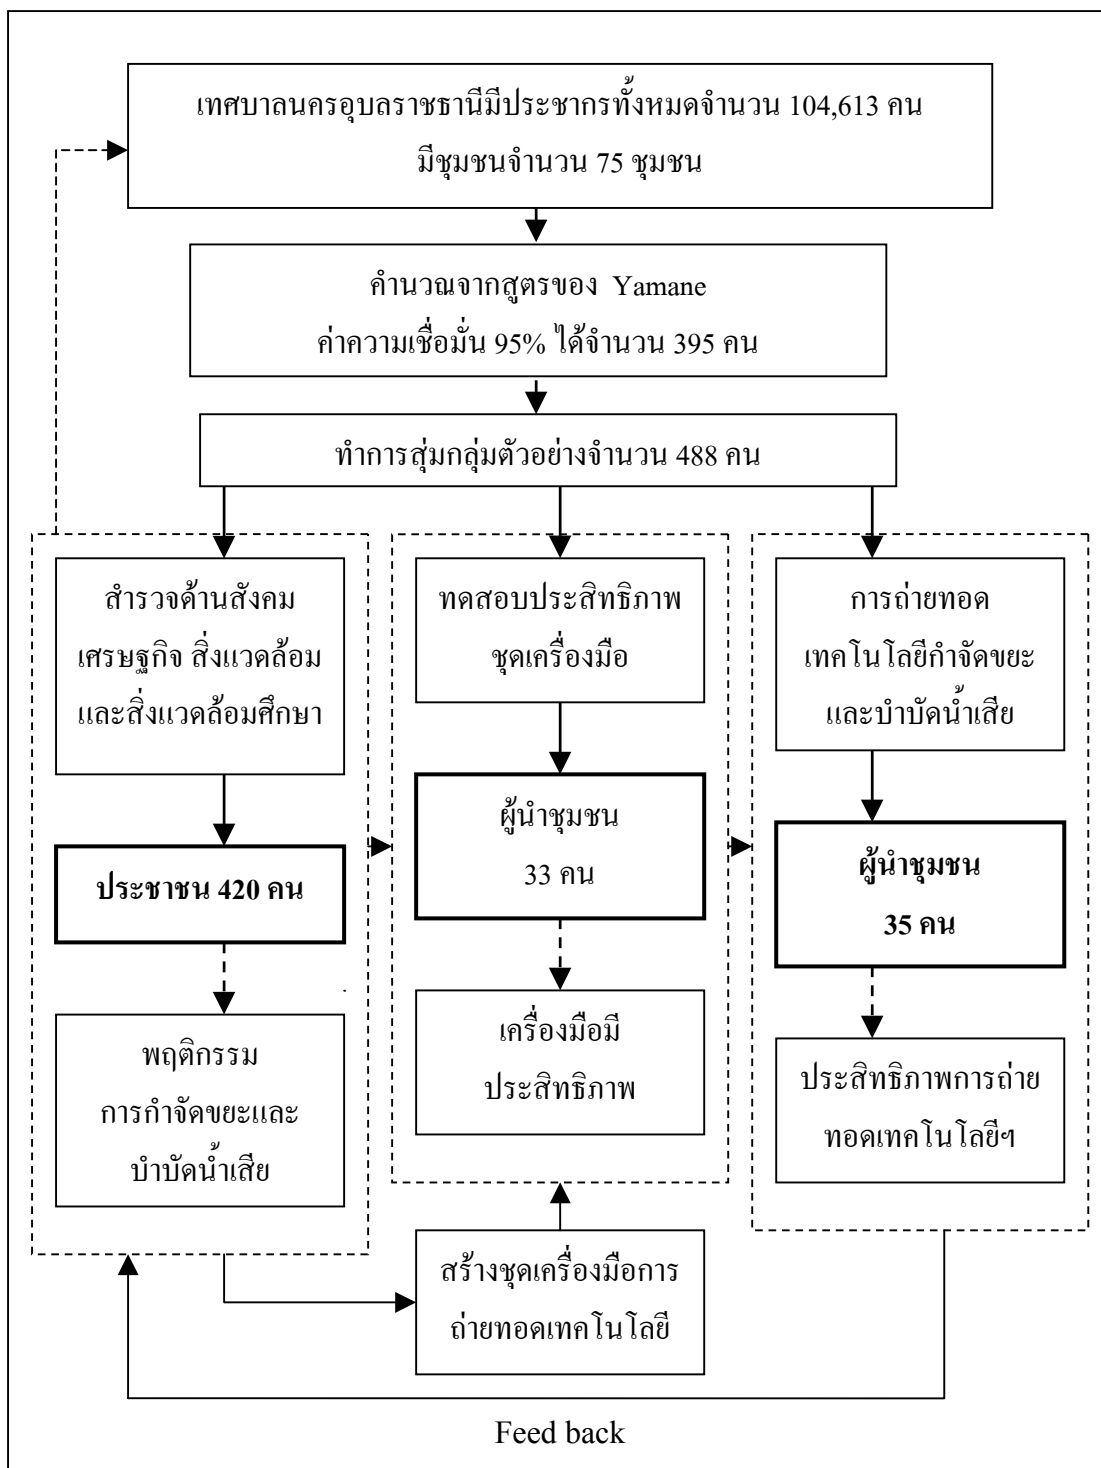 เทศบาลนครอุบลราชธานีมีประชากรทั้งหมดจำนวน 104,613 คน
มีชุมชนจำนวน 75 ชุมชน
คำนวณจากสูตรของ Yamane
ค่าความเชื่อมั่น 95% ได้จำนวน 395 คน
ทำการสุ่มกลุ่มตัวอย่างจำนวน 488 คน
สำรวจด้านสังคม
เศรษฐกิจ สิ่งแวดล้อม
และสิ่งแวดล้อมศึกษา
ประชาชน 420 คน
พฤติกรรม
การกำจัดขยะและ
บำบัดน้ำเสีย
ทดสอบประสิทธิภาพ
ชุดเครื่องมือ
ผู้นำชุมชน
33 คน
เครื่องมือมี
ประสิทธิภาพ
สร้างชุดเครื่องมือการ
ถ่ายทอดเทคโนโลยี
การถ่ายทอด
เทคโนโลยีกำจัดขยะ
และบำบัดน้ำเสีย
ผู้นำชุมชน
35 คน
ประสิทธิภาพการถ่าย
ทอดเทคโนโลยีฯ
Feed back